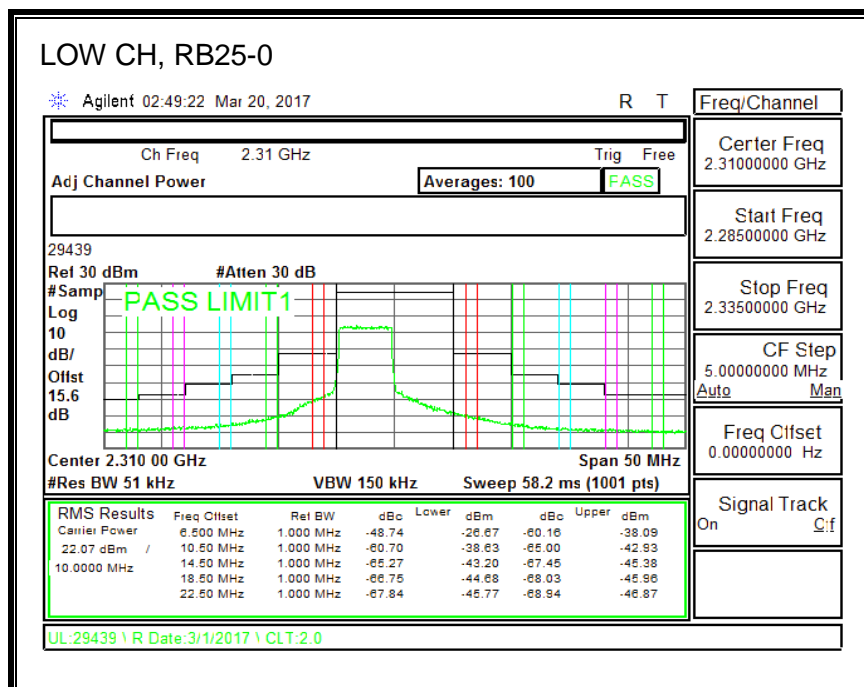 LOW CH, RB25-0
Agilent 02:49:22 Mar 20, 2017 R T
Freq/Channel
Ch Freq 2.31 GHz Trig Free
Adj Channel Power Averages: 100 PASS
Center Freq
2.31000000 GHz
Start Freq
2.28500000 GHz
Stop Freq
2.33500000 GHz
CF Step
5.00000000 MHz
Auto Man
Freq Offset
0.00000000 Hz
Signal Track
On Off
29439
Ref 30 dBm #Atten 30 dB
#Samp
Log
10
dB/
Offst
15.6
dB
PASS LIMIT1
Center 2.310 00 GHz Span 50 MHz
#Res BW 51 kHz VBW 150 kHz Sweep 58.2 ms (1001 pts)
RMS Results Freq Offset Ref BW dBc Lower dBm dBc Upper dBm
Carrier Power 6.500 MHz 1.000 MHz -48.74 -26.67 -60.16 -38.09
22.07 dBm / 10.50 MHz 1.000 MHz -60.70 -38.63 -65.00 -42.93
10.0000 MHz 14.50 MHz 1.000 MHz -65.27 -43.20 -67.45 -45.38
18.50 MHz 1.000 MHz -66.75 -44.68 -68.03 -45.96
22.50 MHz 1.000 MHz -67.84 -45.77 -68.94 -46.87
UL:29439 \ R Date:3/1/2017 \ CLT:2.0